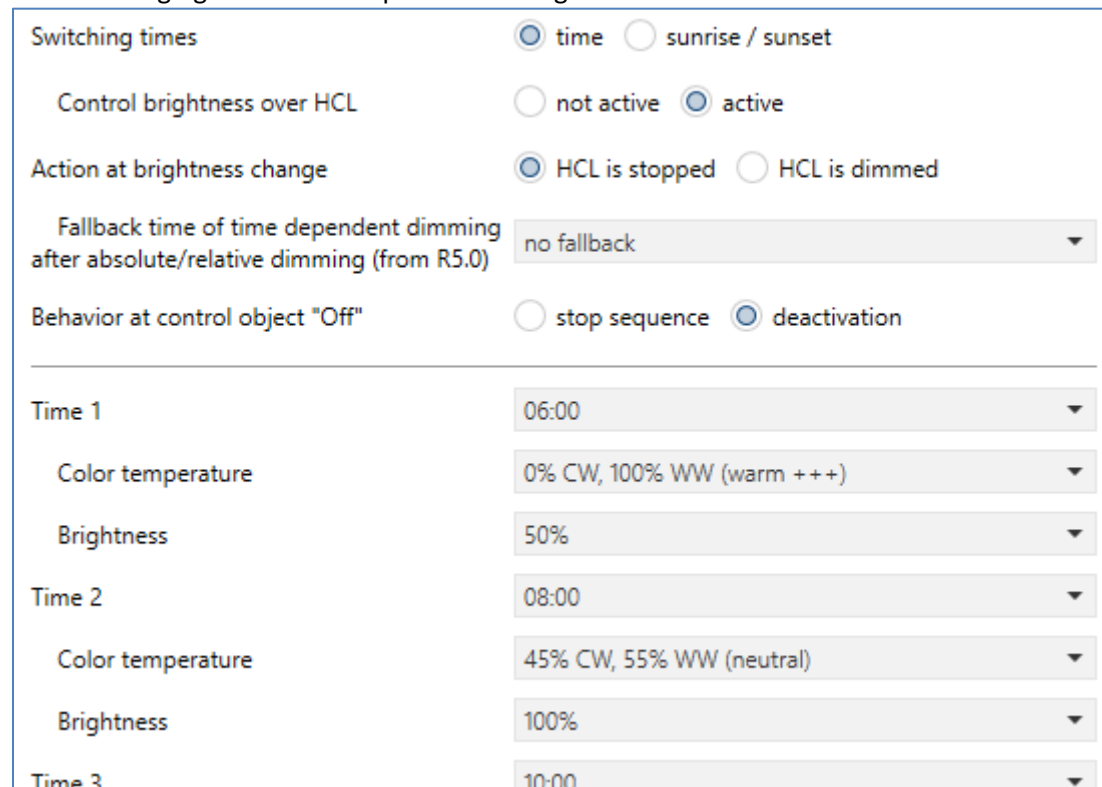 Switching times time sunrise / sunset
Control brightness over HCL not active active
Action at brightness change HCL is stopped HCL is dimmed
Fallback time of time dependent dimming
after absolute/relative dimming (from R5.0) no fallback
Behavior at control object "Off" stop sequence deactivation
Time 1 06:00
Color temperature 0% CW, 100% WW (warm +++)
Brightness 50%
Time 2 08:00
Color temperature 45% CW, 55% WW (neutral)
Brightness 100%
Time 3 10:00